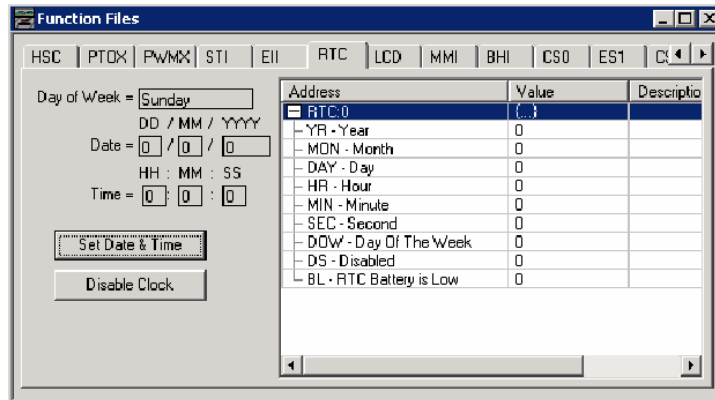 Function Files
HSC PTOX PWMX STI EII RTC LCD MMI BHI CS0 ES1
Day of Week = Sunday
DD / MM / YYYY
Date = 0 / 0 / 0
HH : MM : SS
Time = 0 : 0 : 0
Set Date & Time
Disable Clock
Address Value Descriptio
RTC:0 {...}
YR - Year 0
MON - Month 0
DAY - Day 0
HR - Hour 0
MIN - Minute 0
SEC - Second 0
DOW - Day Of The Week 0
DS - Disabled 0
BL - RTC Battery is Low 0